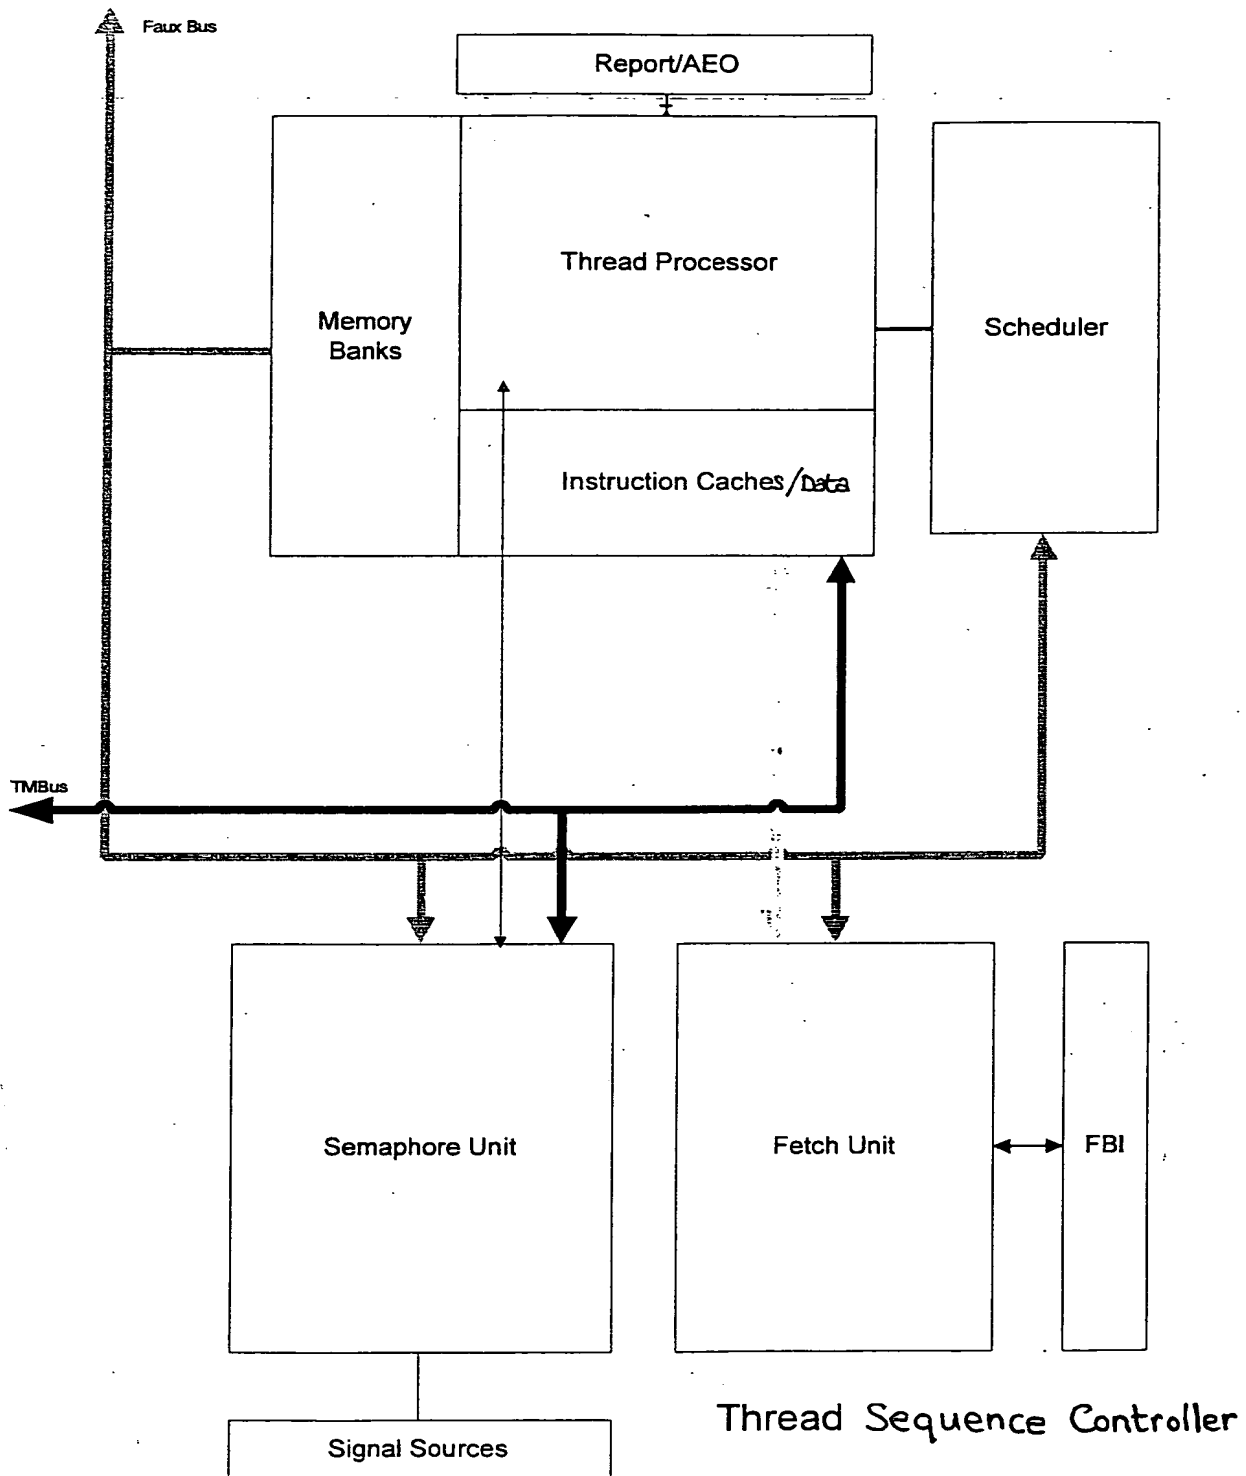 Faux Bus
Report/AEO
Thread Processor
Memory
Banks
Scheduler
Instruction Caches/Data
TMBus
Semaphore Unit
Fetch Unit
FBI
Thread Sequence Controller
Signal Sources